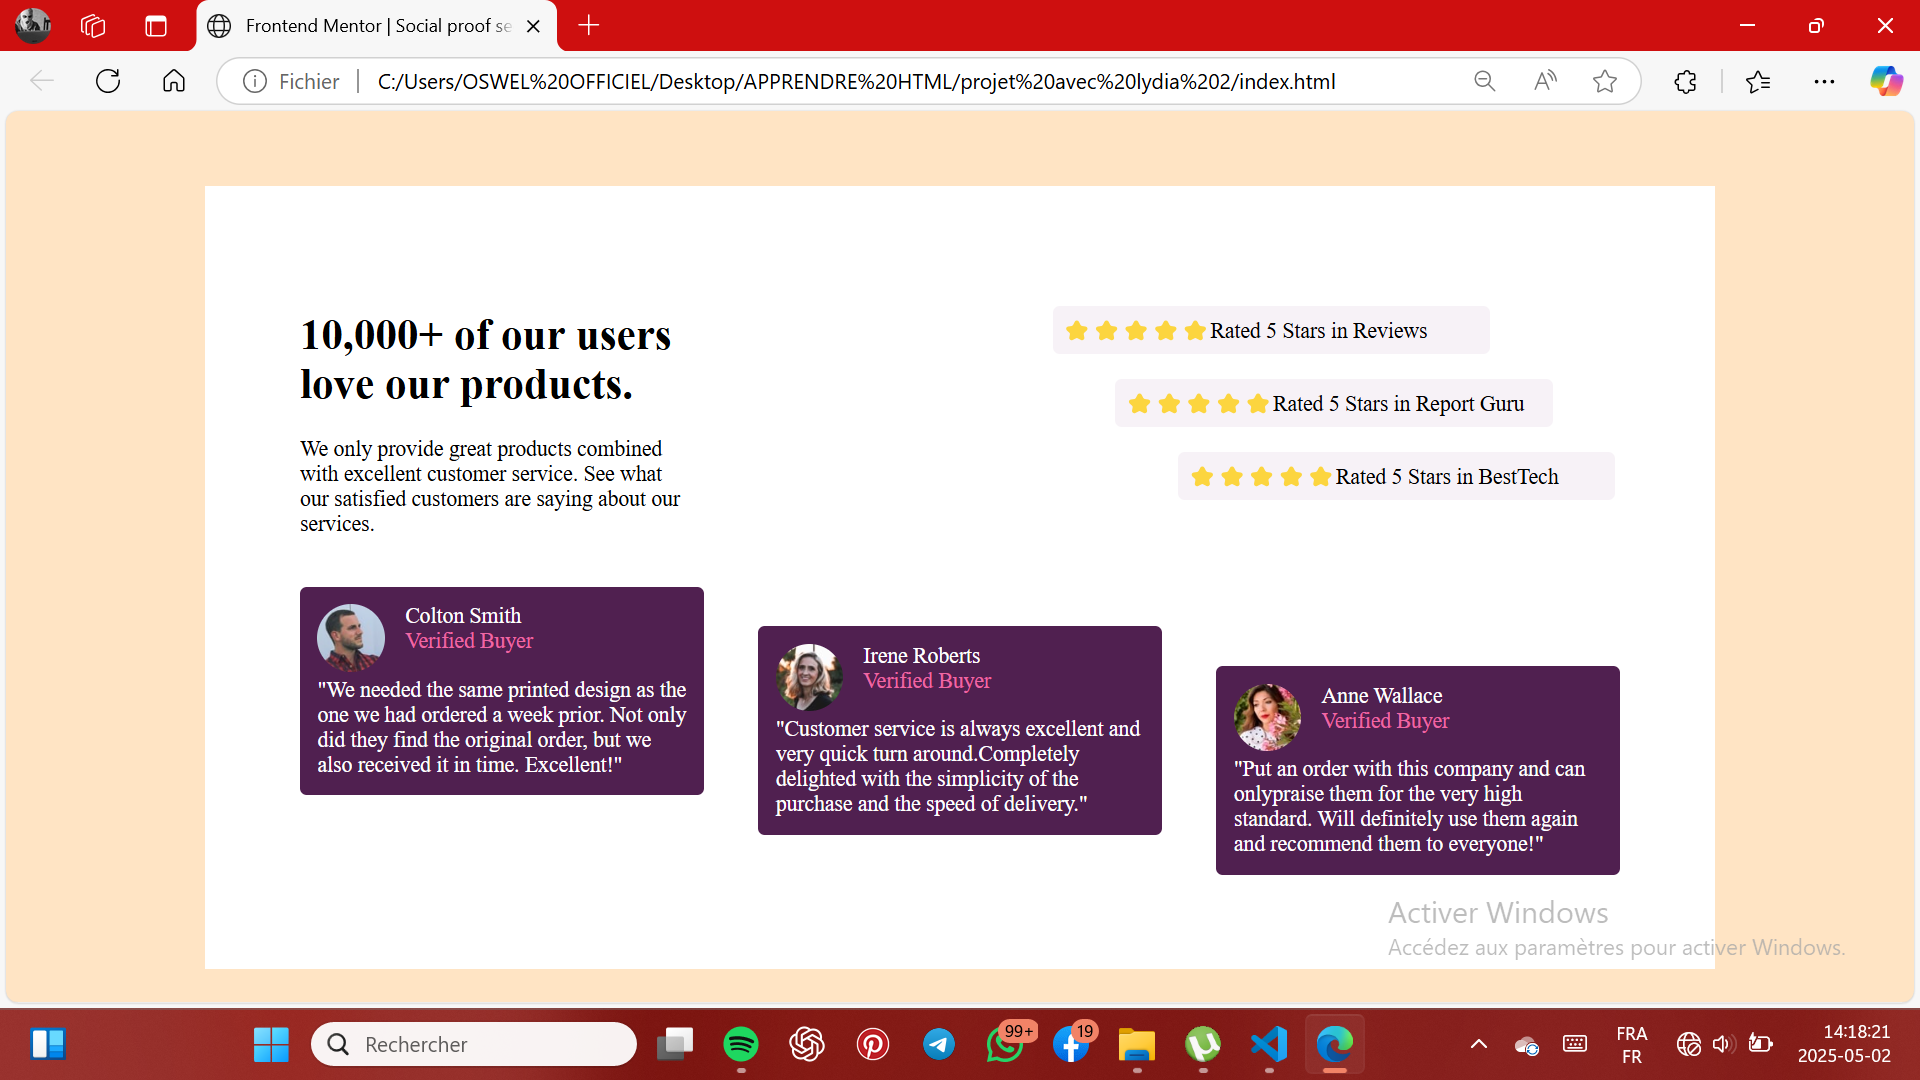 Frontend Mentor | Social proof se
Fichier
C:/Users/OSWEL%20OFFICIEL/Desktop/APPRENDRE%20HTML/projet%20avec%20lydia%202/index.html
10,000+ of our users
love our products.
We only provide great products combined
with excellent customer service. See what
our satisfied customers are saying about our
services.
Rated 5 Stars in Reviews
Rated 5 Stars in Report Guru
Rated 5 Stars in BestTech
Colton Smith
Verified Buyer
"We needed the same printed design as the
one we had ordered a week prior. Not only
did they find the original order, but we
also received it in time. Excellent!"
Irene Roberts
Verified Buyer
"Customer service is always excellent and
very quick turn around.Completely
delighted with the simplicity of the
purchase and the speed of delivery."
Anne Wallace
Verified Buyer
"Put an order with this company and can
onlypraise them for the very high
standard. Will definitely use them again
and recommend them to everyone!"
Activer Windows
Accédez aux paramètres pour activer Windows.
Rechercher
99+
19
FRA
FR
14:18:21
2025-05-02